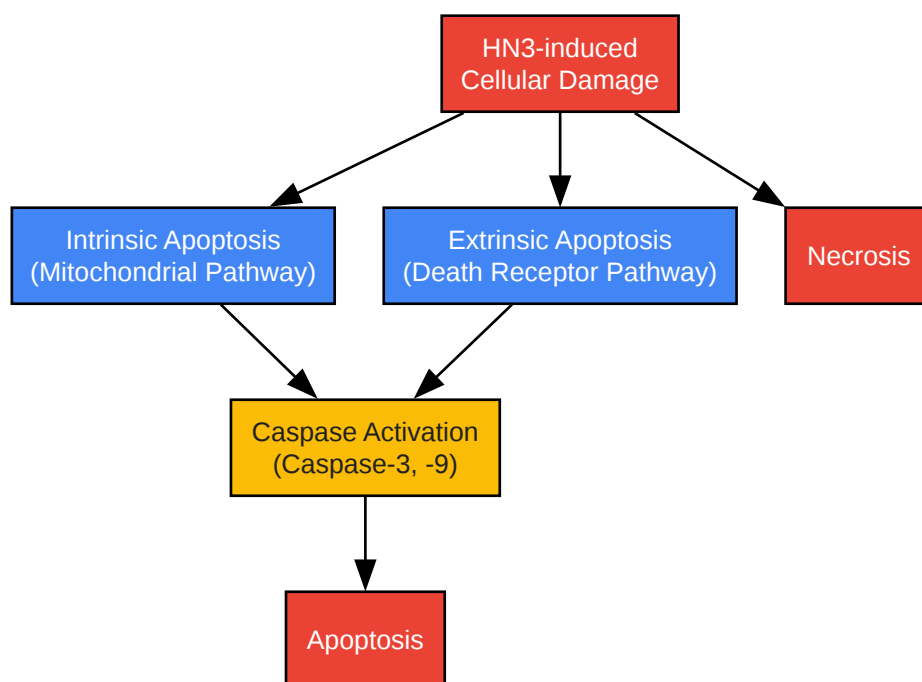 HN3-induced
Cellular Damage
Intrinsic Apoptosis
(Mitochondrial Pathway)
Extrinsic Apoptosis
(Death Receptor Pathway)
Necrosis
Caspase Activation
(Caspase-3, -9)
Apoptosis